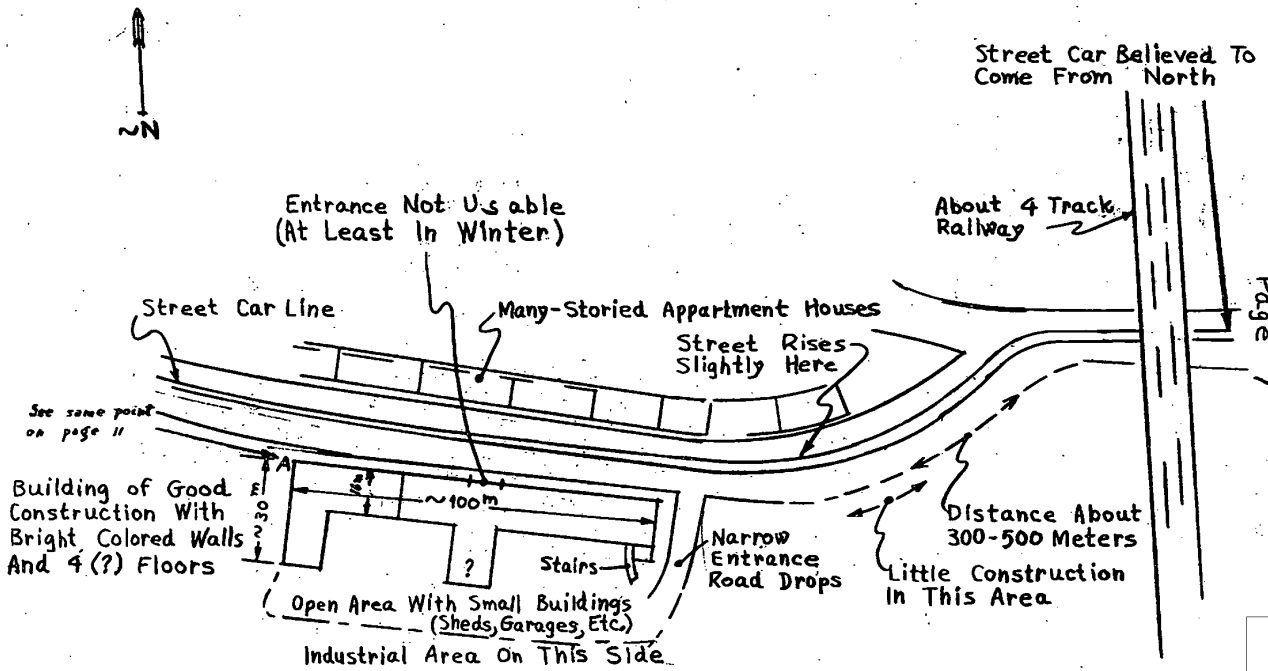 Street Car Believed To
Come From North
~N
Entrance Not Usable
(At Least In Winter)
About 4 Track
Railway
Page
Street Car Line
Many-Storied Appartment Houses
Street Rises
Slightly Here
See same point
on page 11
A
16m
~100m
~30m
Building of Good
Construction With
Bright Colored Walls
And 4 (?) Floors
?
Stairs
Narrow
Entrance
Road Drops
Distance About
300-500 Meters
Little Construction
In This Area
Open Area With Small Buildings
(Sheds, Garages, Etc.)
Industrial Area On This Side